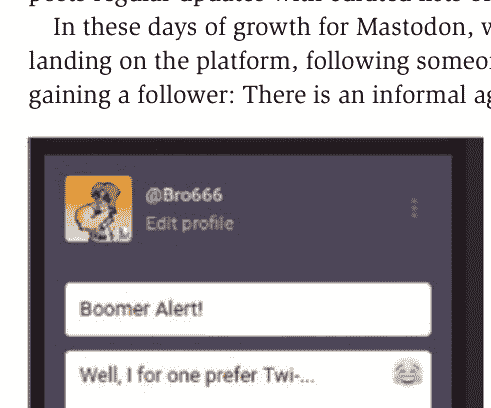 In these days of growth for Mastodon,
landing on the platform, following
gaining a follower: There is an informal
@Bro666
Edit profile
Boomer Alert!
Well, I for one prefer Twi-...